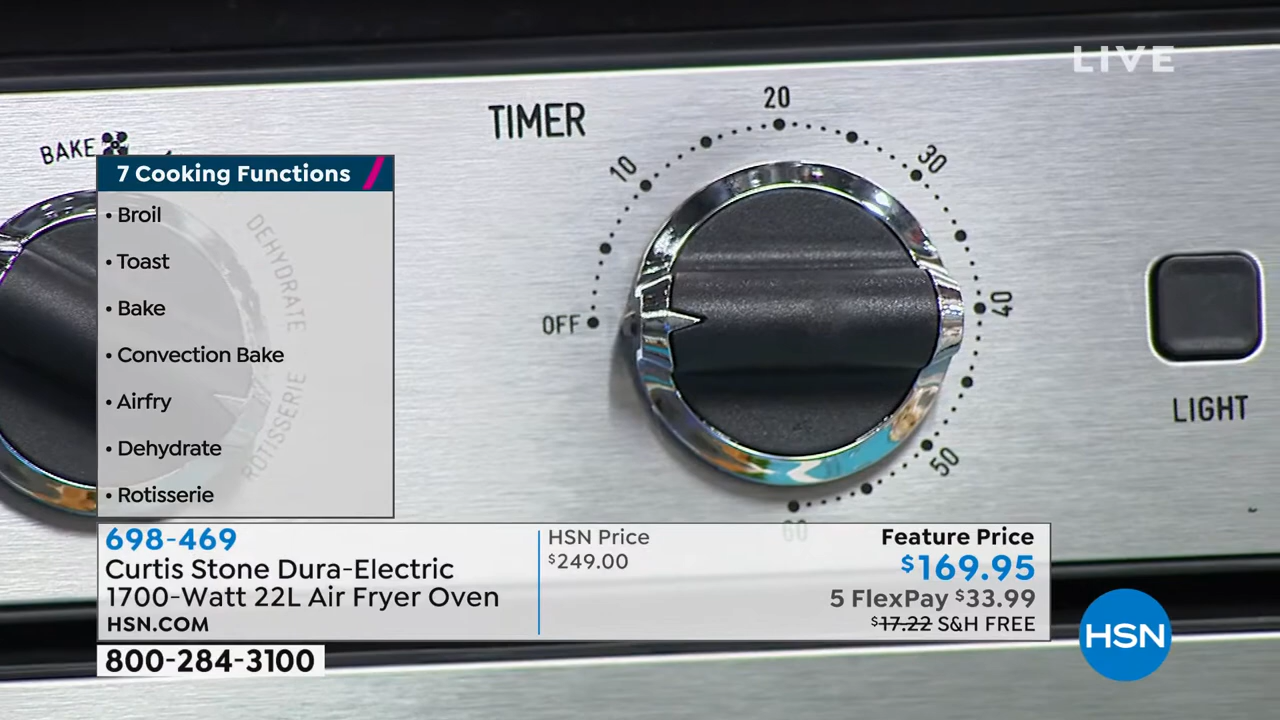 LIVE
TIMER
BAKE
10
20
30
40
50
60
OFF
LIGHT
DEHYDRATE
ROTISSERIE
7 Cooking Functions
• Broil
• Toast
• Bake
• Convection Bake
• Airfry
• Dehydrate
• Rotisserie
698-469
Curtis Stone Dura-Electric
1700-Watt 22L Air Fryer Oven
HSN.COM
HSN Price
$249.00
Feature Price
$169.95
5 FlexPay $33.99
$17.22 S&H FREE
800-284-3100
HSN